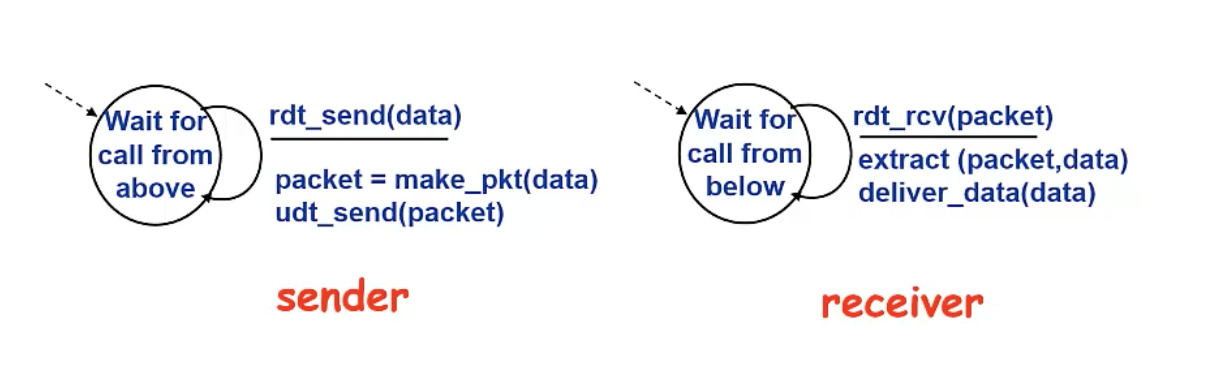 Wait for
call from
above
rdt_send(data)
packet = make_pkt(data)
udt_send(packet)
sender
Wait for
call from
below
rdt_rcv(packet)
extract (packet,data)
deliver_data(data)
receiver